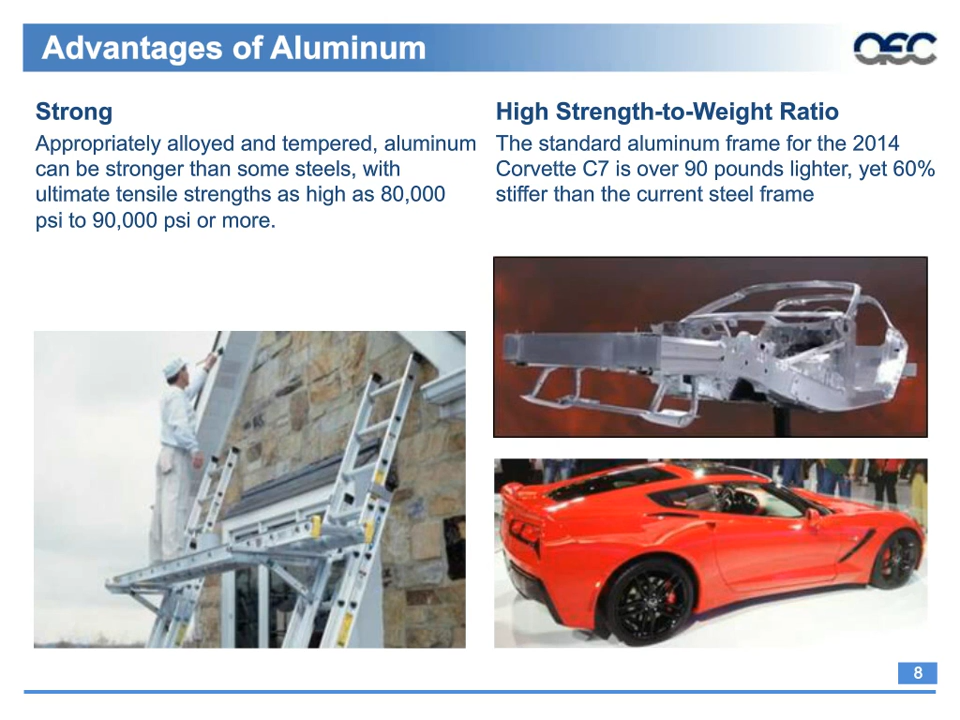 Advantages of Aluminum
AEC
Strong
Appropriately alloyed and tempered, aluminum
can be stronger than some steels, with
ultimate tensile strengths as high as 80,000
psi to 90,000 psi or more.
High Strength-to-Weight Ratio
The standard aluminum frame for the 2014
Corvette C7 is over 90 pounds lighter, yet 60%
stiffer than the current steel frame
8